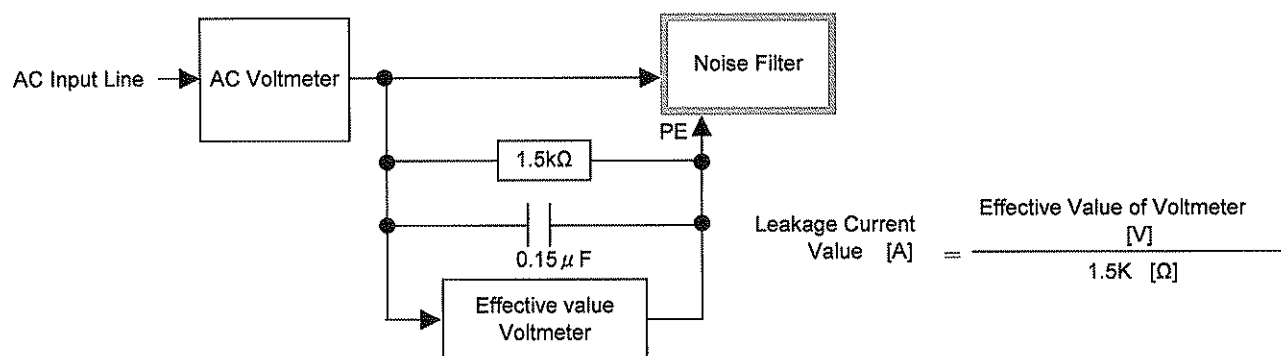 AC Input Line
AC Voltmeter
Noise Filter
PE
1.5kΩ
0.15μF
Effective value
Voltmeter
Leakage Current
Value [A]
=
Effective Value of Voltmeter
[V]
1.5K [Ω]